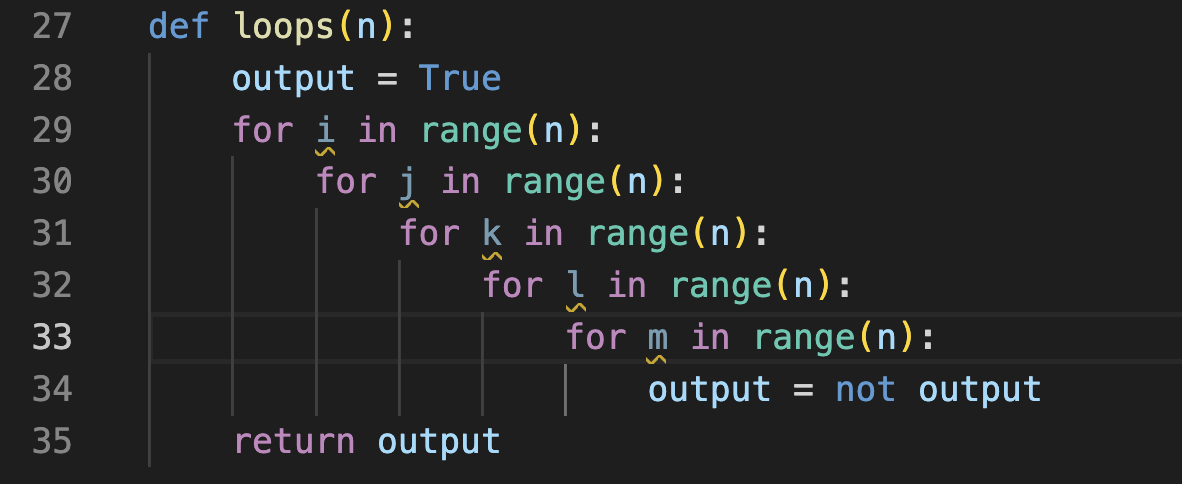 27 def loops(n):
28     output = True
29     for i in range(n):
30         for j in range(n):
31             for k in range(n):
32                 for l in range(n):
33                     for m in range(n):
34                         output = not output
35     return output